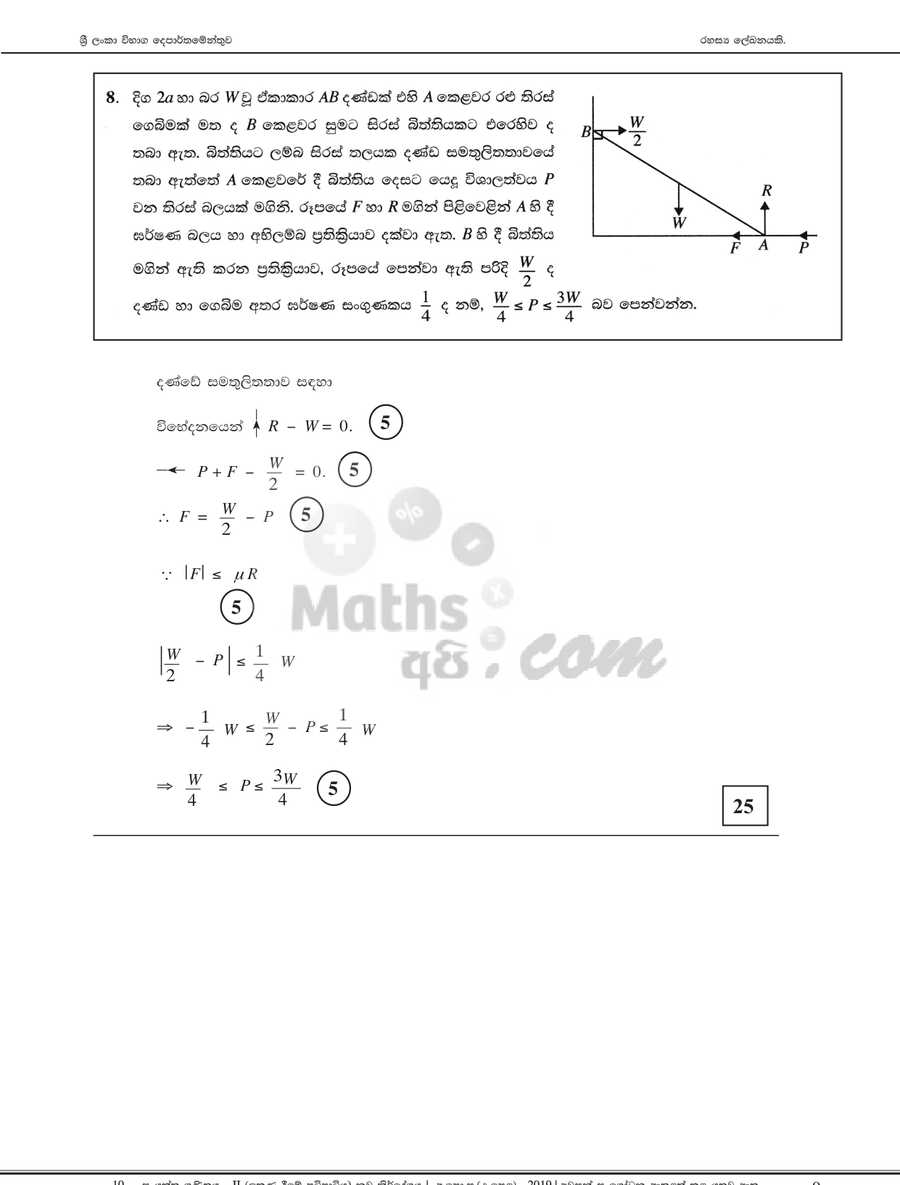 ශ්‍රී ලංකා විභාග දෙපාර්තමේන්තුව
රහස්‍ය ලේඛනයකි.
8. දිග 2a හා බර W වූ ඒකාකාර AB දණ්ඩක් එහි A කෙළවර රළු තිරස්
ගෙබිමක් මත ද B කෙළවර සුමට සිරස් බිත්තියකට එරෙහිව ද
තබා ඇත. බිත්තියට ලම්බ සිරස් තලයක දණ්ඩ සමතුලිතතාවයේ
තබා ඇත්තේ A කෙළවරේ දී බිත්තිය දෙසට යෙදූ විශාලත්වය P
වන තිරස් බලයක් මගිනි. රූපයේ F හා R මගින් පිළිවෙළින් A හි දී
ඝර්ෂණ බලය හා අභිලම්බ ප්‍රතික්‍රියාව දක්වා ඇත. B හි දී බිත්තිය
මගින් ඇති කරන ප්‍රතික්‍රියාව, රූපයේ පෙන්වා ඇති පරිදි W/2 ද
දණ්ඩ හා ගෙබිම අතර ඝර්ෂණ සංගුණකය 1/4 ද නම්, W/4 ≤ P ≤ 3W/4 බව පෙන්වන්න.
B W/2
R
W
F A P
දණ්ඩේ සමතුලිතතාව සඳහා
විභේදනයෙන් R – W = 0. 5
P + F – W/2 = 0. 5
∴ F = W/2 – P 5
∵ |F| ≤ μR
5
|W/2 – P| ≤ 1/4 W
⇒ – 1/4 W ≤ W/2 – P ≤ 1/4 W
⇒ W/4 ≤ P ≤ 3W/4 5
25
Maths
අපි . com